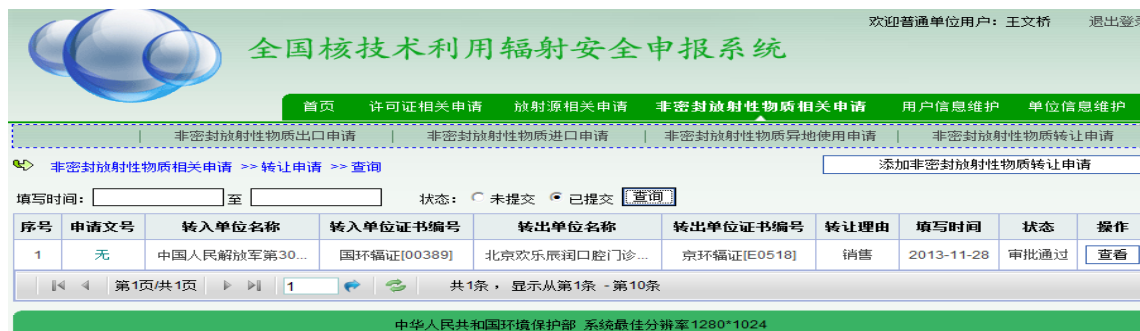 欢迎普通单位用户：王文桥 退出登录
全国核技术利用辐射安全申报系统
首页 许可证相关申请 放射源相关申请 非密封放射性物质相关申请 用户信息维护 单位信息维护
| 非密封放射性物质出口申请 | 非密封放射性物质进口申请 | 非密封放射性物质异地使用申请 | 非密封放射性物质转让申请
非密封放射性物质相关申请 >> 转让申请 >> 查询 添加非密封放射性物质转让申请
填写时间： 至 状态： 未提交 已提交 查询
序号 申请文号 转入单位名称 转入单位证书编号 转出单位名称 转出单位证书编号 转让理由 填写时间 状态 操作
1 无 中国人民解放军第30... 国环辐证[00389] 北京欢乐辰润口腔门诊... 京环辐证[E0518] 销售 2013-11-28 审批通过 查看
第1页/共1页 1 共1条， 显示从第1条 - 第10条
中华人民共和国环境保护部 系统最佳分辨率1280*1024